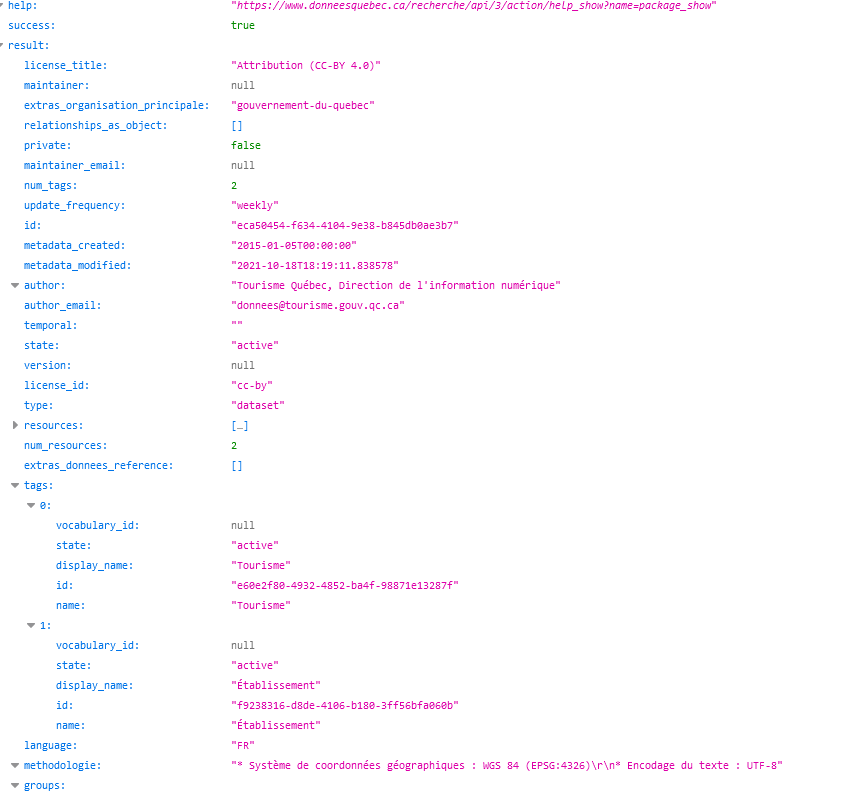 help: "https://www.donneesquebec.ca/recherche/api/3/action/help_show?name=package_show"
success: true
result:
license_title: "Attribution (CC-BY 4.0)"
maintainer: null
extras_organisation_principale: "gouvernement-du-quebec"
relationships_as_object: []
private: false
maintainer_email: null
num_tags: 2
update_frequency: "weekly"
id: "eca50454-f634-4104-9e38-b845db0ae3b7"
metadata_created: "2015-01-05T00:00:00"
metadata_modified: "2021-10-18T18:19:11.838578"
author: "Tourisme Québec, Direction de l'information numérique"
author_email: "donnees@tourisme.gouv.qc.ca"
temporal: ""
state: "active"
version: null
license_id: "cc-by"
type: "dataset"
resources: […]
num_resources: 2
extras_donnees_reference: []
tags:
0:
vocabulary_id: null
state: "active"
display_name: "Tourisme"
id: "e60e2f80-4932-4852-ba4f-98871e13287f"
name: "Tourisme"
1:
vocabulary_id: null
state: "active"
display_name: "Établissement"
id: "f9238316-d8de-4106-b180-3ff56bfa060b"
name: "Établissement"
language: "FR"
methodologie: "* Système de coordonnées géographiques : WGS 84 (EPSG:4326)\r\n* Encodage du texte : UTF-8"
groups: